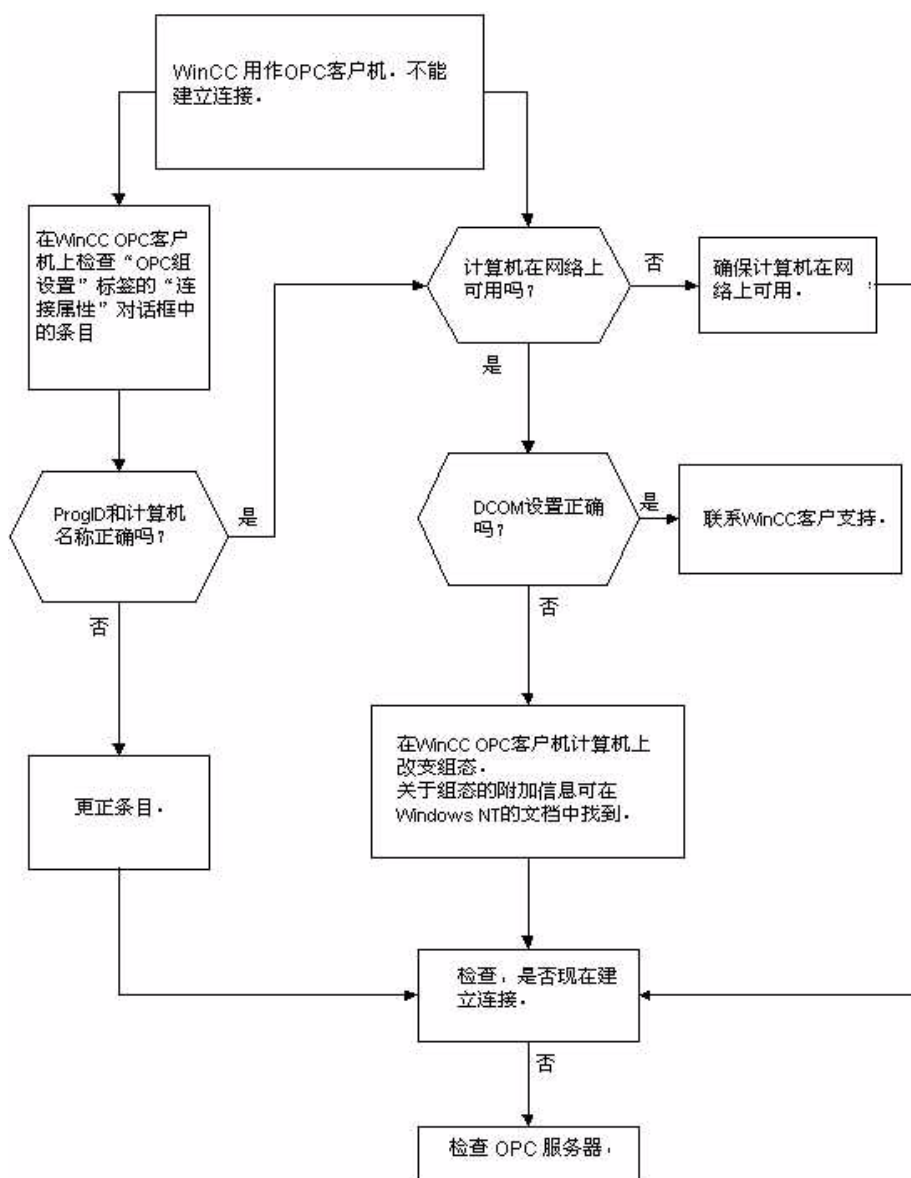 WinCC 用作OPC客户机．不能
建立连接．
在WinCC OPC客户
机上检查“OPC组
设置”标签的“连
接属性”对话框中
的条目
计算机在网络上
可用吗？
否
确保计算机在网
络上可用．
是
ProgID和计算机
名称正确吗？
是
DCOM设置正确
吗？
是
联系WinCC客户支持．
否
否
在WinCC OPC客户机计算机上
改变组态．
关于组态的附加信息可在
Windows NT的文档中找到．
更正条目．
检查，是否现在建
立连接．
否
检查 OPC 服务器，